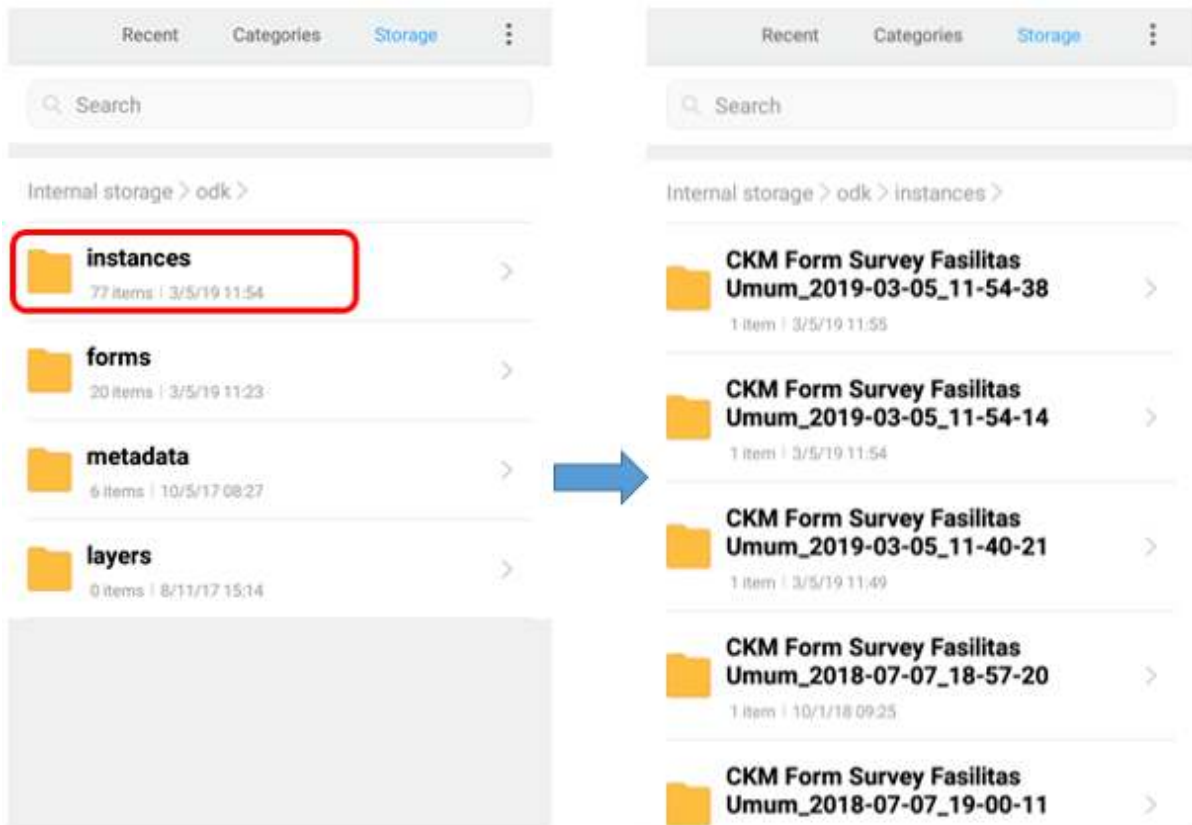 Recent Categories Storage
Search
Internal storage > odk >
instances
77 items | 3/5/19 11:54
forms
20 items | 3/5/19 11:23
metadata
6 items | 10/5/17 08:27
layers
0 items | 8/11/17 15:14
Recent Categories Storage
Search
Internal storage > odk > instances >
CKM Form Survey Fasilitas
Umum_2019-03-05_11-54-38
1 item | 3/5/19 11:55
CKM Form Survey Fasilitas
Umum_2019-03-05_11-54-14
1 item | 3/5/19 11:54
CKM Form Survey Fasilitas
Umum_2019-03-05_11-40-21
1 item | 3/5/19 11:49
CKM Form Survey Fasilitas
Umum_2018-07-07_18-57-20
1 item | 10/1/18 09:25
CKM Form Survey Fasilitas
Umum_2018-07-07_19-00-11